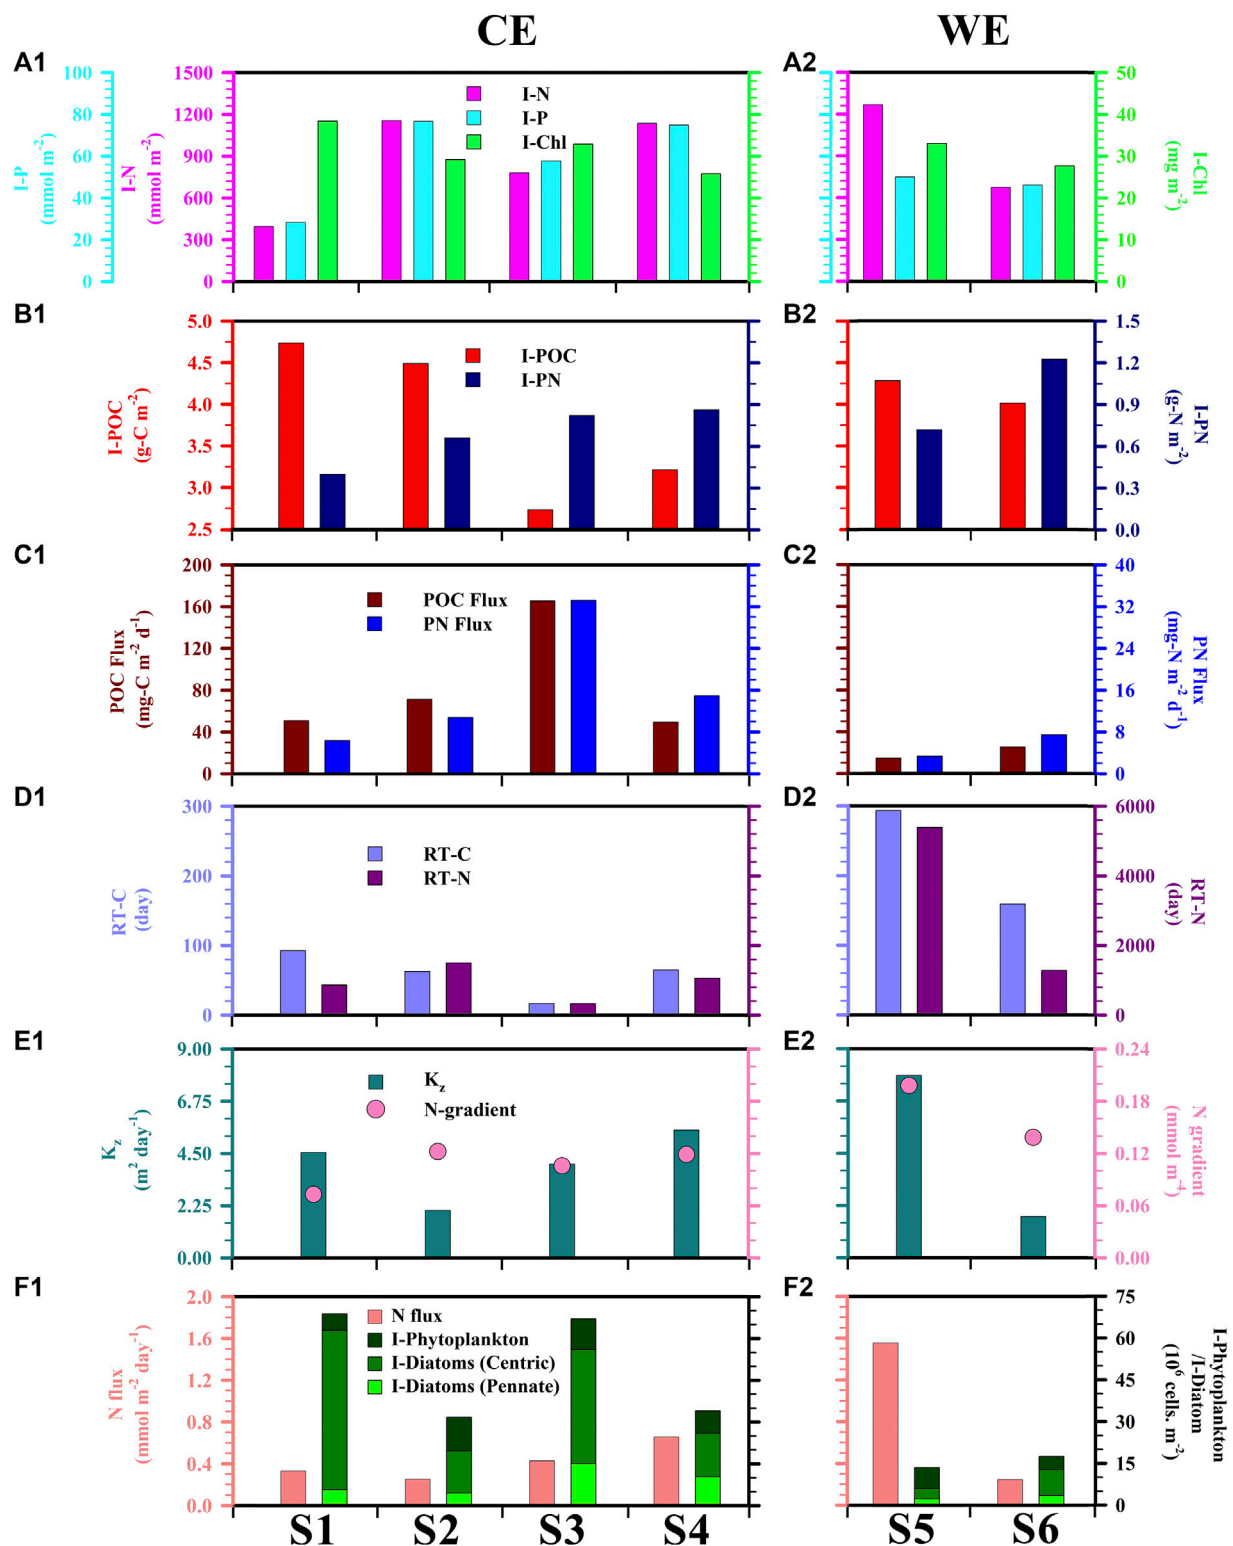 CE WE
A1 A2
100 1500 50
80 1200 40
60 900 30
40 600 20
20 300 10
0 0 0
I-P
(mmol m⁻²)
I-N
(mmol m⁻²)
I-N
I-P
I-Chl
I-Chl
(mg m⁻²)
B1 B2
5.0 1.5
4.5 1.2
4.0 0.9
3.5 0.6
3.0 0.3
2.5 0.0
I-POC
(g-C m⁻²)
I-POC
I-PN
I-PN
(g-N m⁻²)
C1 C2
200 40
160 32
120 24
80 16
40 8
0 0
POC Flux
(mg-C m⁻² d⁻¹)
POC Flux
PN Flux
PN Flux
(mg-N m⁻² d⁻¹)
D1 D2
300 6000
200 4000
100 2000
0 0
RT-C
(day)
RT-C
RT-N
RT-N
(day)
E1 E2
9.00 0.24
6.75 0.18
4.50 0.12
2.25 0.06
0.00 0.00
K_z
(m² day⁻¹)
K_z
N-gradient
N gradient
(mmol m⁻⁴)
F1 F2
2.0 75
1.6 60
1.2 45
0.8 30
0.4 15
0.0 0
N flux
(mmol m⁻² day⁻¹)
N flux
I-Phytoplankton
I-Diatoms (Centric)
I-Diatoms (Pennate)
I-Phytoplankton
/I-Diatom
(10⁶ cells. m⁻²)
S1 S2 S3 S4 S5 S6